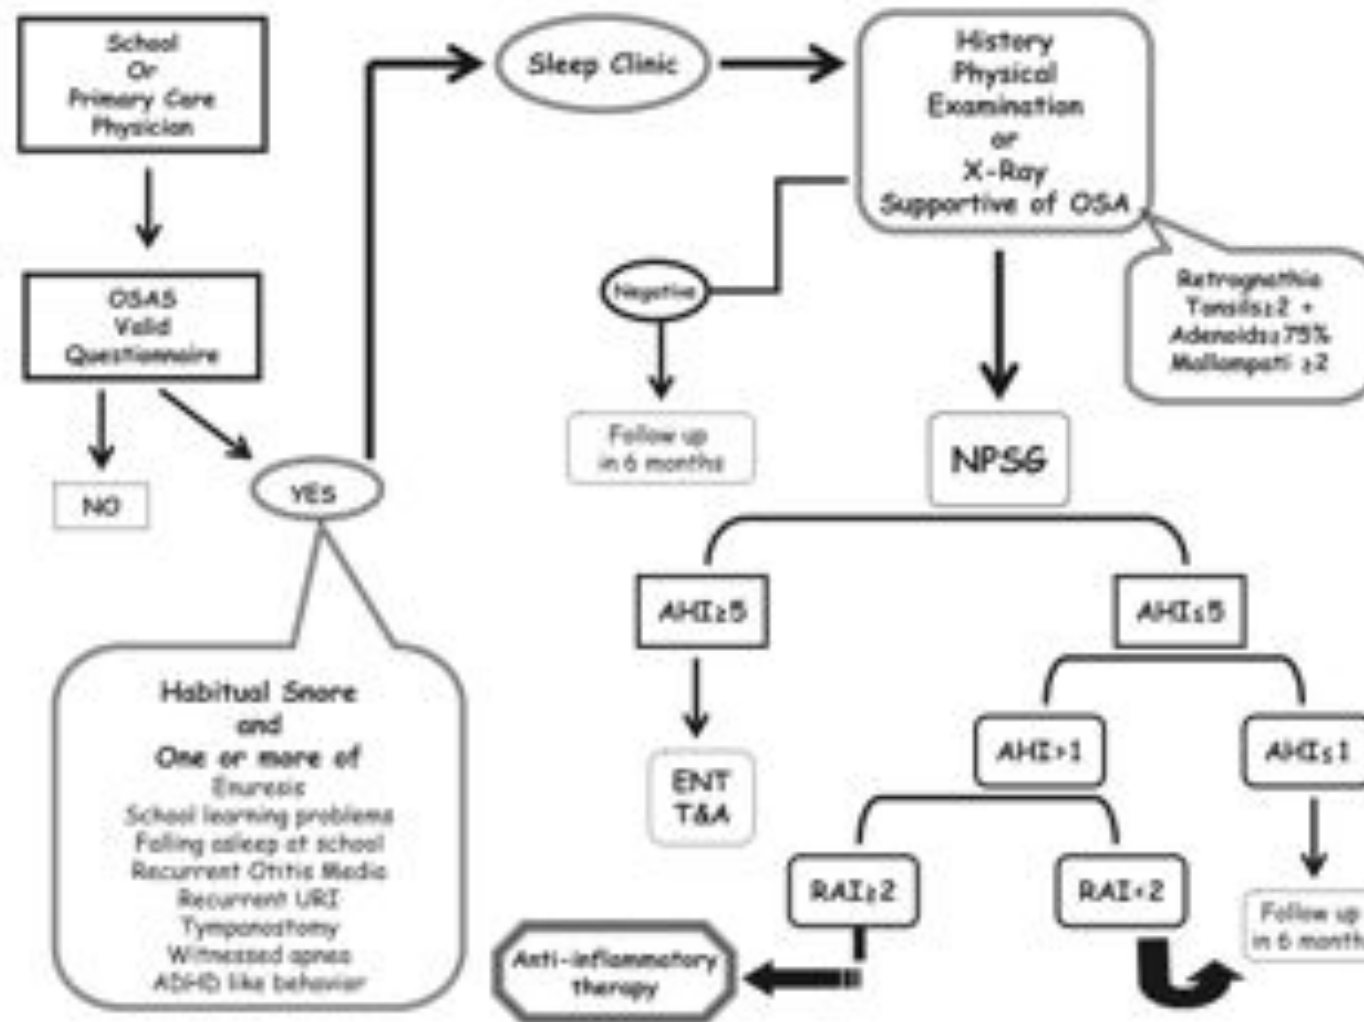 School
Or
Primary Care
Physician
OSAS
Valid
Questionnaire
NO
YES
Habitual Snore
and
One or more of
Enuresis
School learning problems
Falling asleep at school
Recurrent Otitis Media
Recurrent URI
Tympanostomy
Witnessed apnea
ADHD like behavior
Sleep Clinic
History
Physical
Examination
or
X-Ray
Supportive of OSA
Retrognathia
Tonsils≥2 +
Adenoids≥75%
Mallampati ≥2
Negative
Follow up
in 6 months
NPSG
AHI≥5
AHI≤5
ENT
T&A
AHI>1
AHI≤1
RAI≥2
RAI<2
Anti-inflammatory
therapy
Follow up
in 6 month